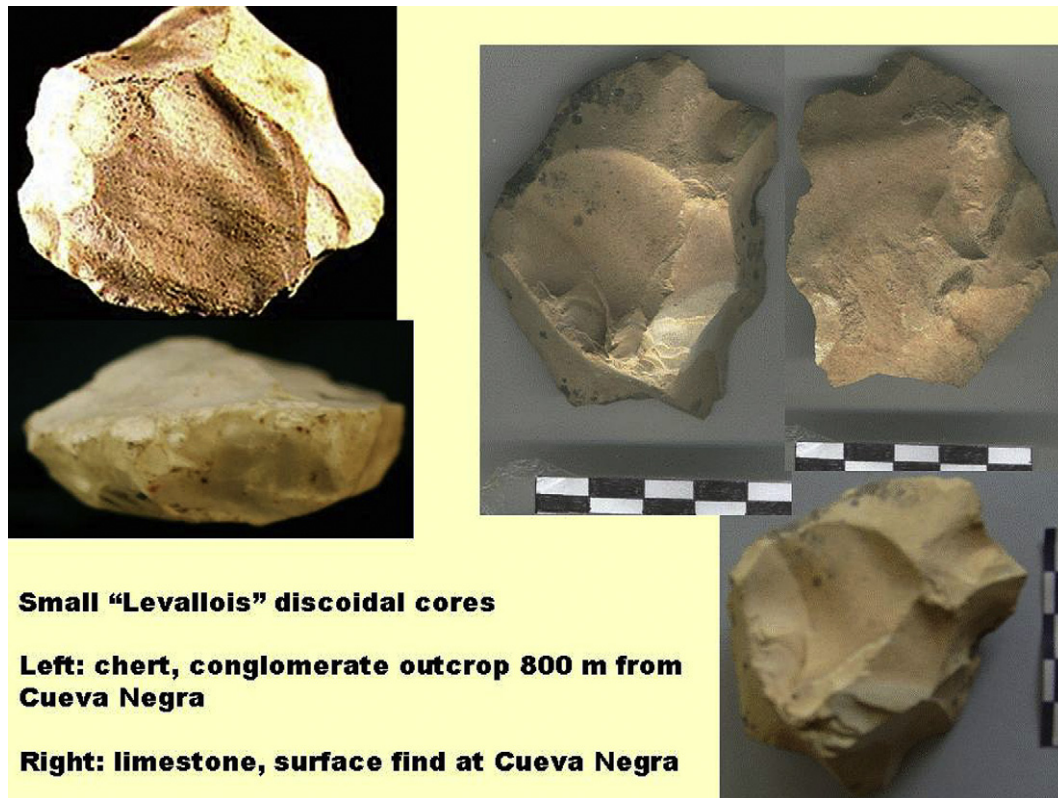 Small “Levallois” discoidal cores
Left: chert, conglomerate outcrop 800 m from
Cueva Negra
Right: limestone, surface find at Cueva Negra